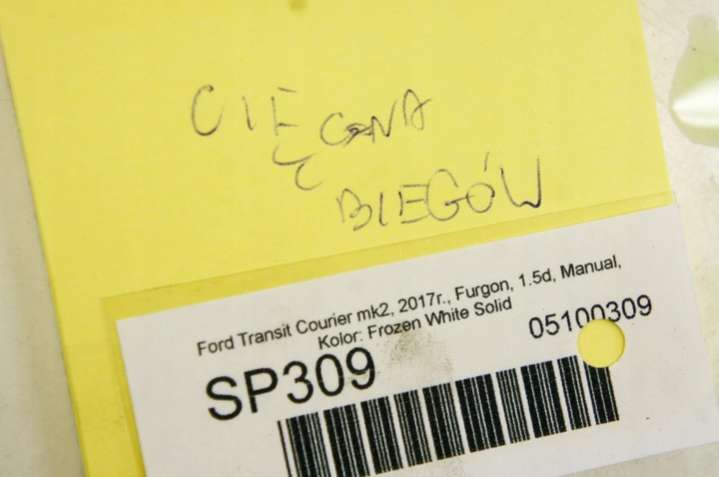 CIĘGNA
BIEGÓW
Ford Transit Courier mk2, 2017r., Furgon, 1.5d, Manual,
Kolor: Frozen White Solid
SP309
05100309